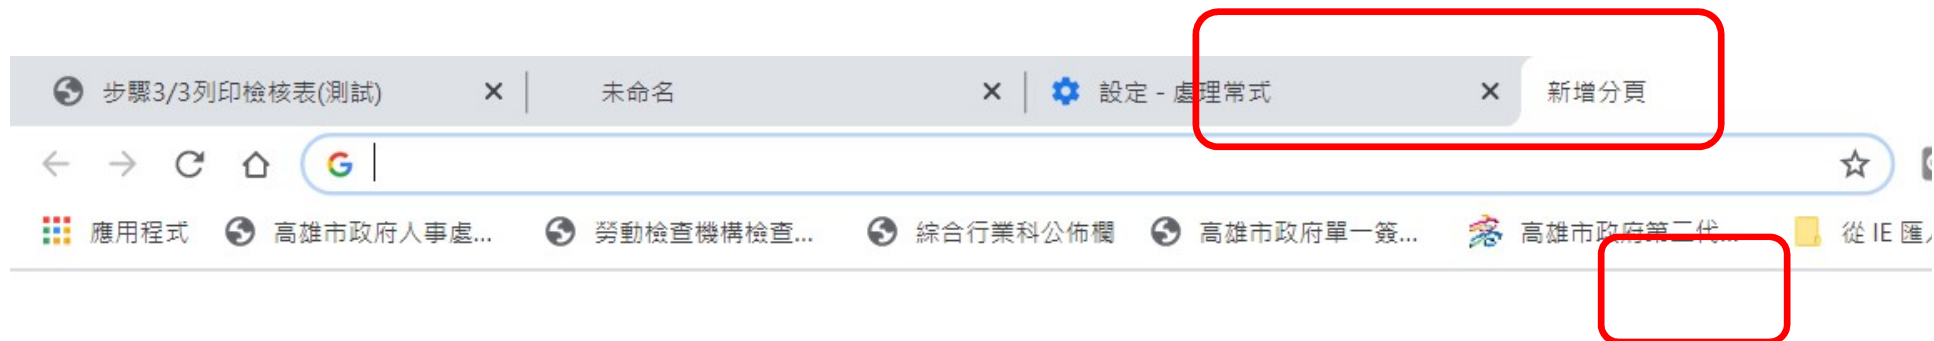 步驟3/3列印檢核表(測試) 未命名 設定 - 處理常式 新增分頁
應用程式 高雄市政府人事處... 勞動檢查機構檢查... 綜合行業科公佈欄 高雄市政府單一簽... 高雄市政府第二代... 從 IE 匯